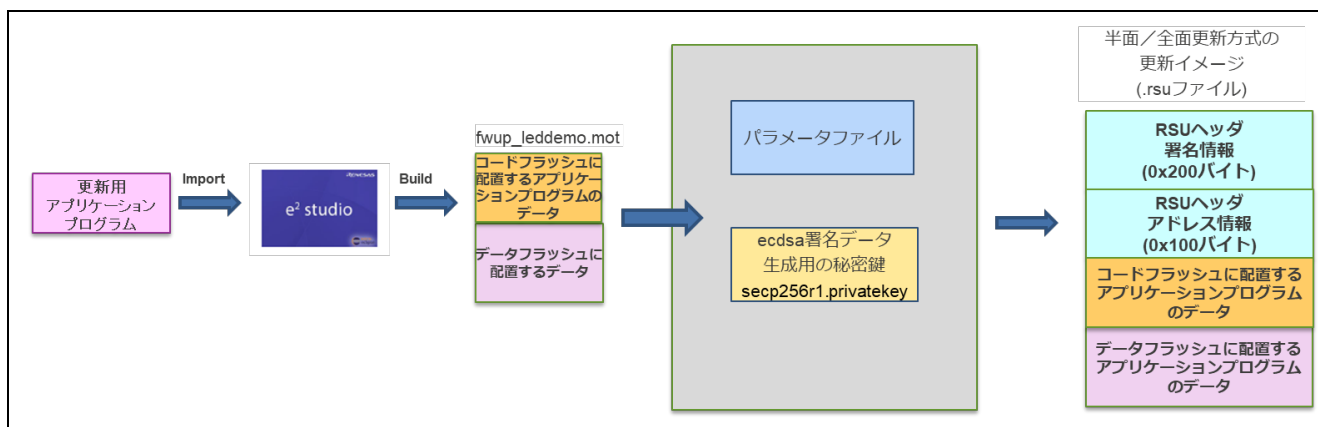 更新用
アプリケーション
プログラム
Import
RENESAS
e² studio
Build
fwup_leddemo.mot
コードフラッシュに
配置するアプリケー
ションプログラムの
データ
データフラッシュに
配置するデータ
パラメータファイル
ecdsa署名データ
生成用の秘密鍵
secp256r1.privatekey
半面／全面更新方式の
更新イメージ
(.rsuファイル)
RSUヘッダ
署名情報
(0x200バイト)
RSUヘッダ
アドレス情報
(0x100バイト)
コードフラッシュに配置する
アプリケーションプログラム
のデータ
データフラッシュに配置する
アプリケーションプログラム
のデータ